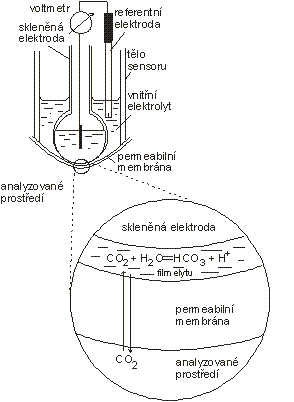 voltmetr
skleněná
elektroda
referentní
elektroda
tělo
sensoru
vnitřní
elektrolyt
permeabilní
membrána
analyzované
prostředí
skleněná elektroda
CO₂ + H₂O ⇌ HCO₃ + H⁺
film elytu
permeabilní
membrána
CO₂
analyzované
prostředí